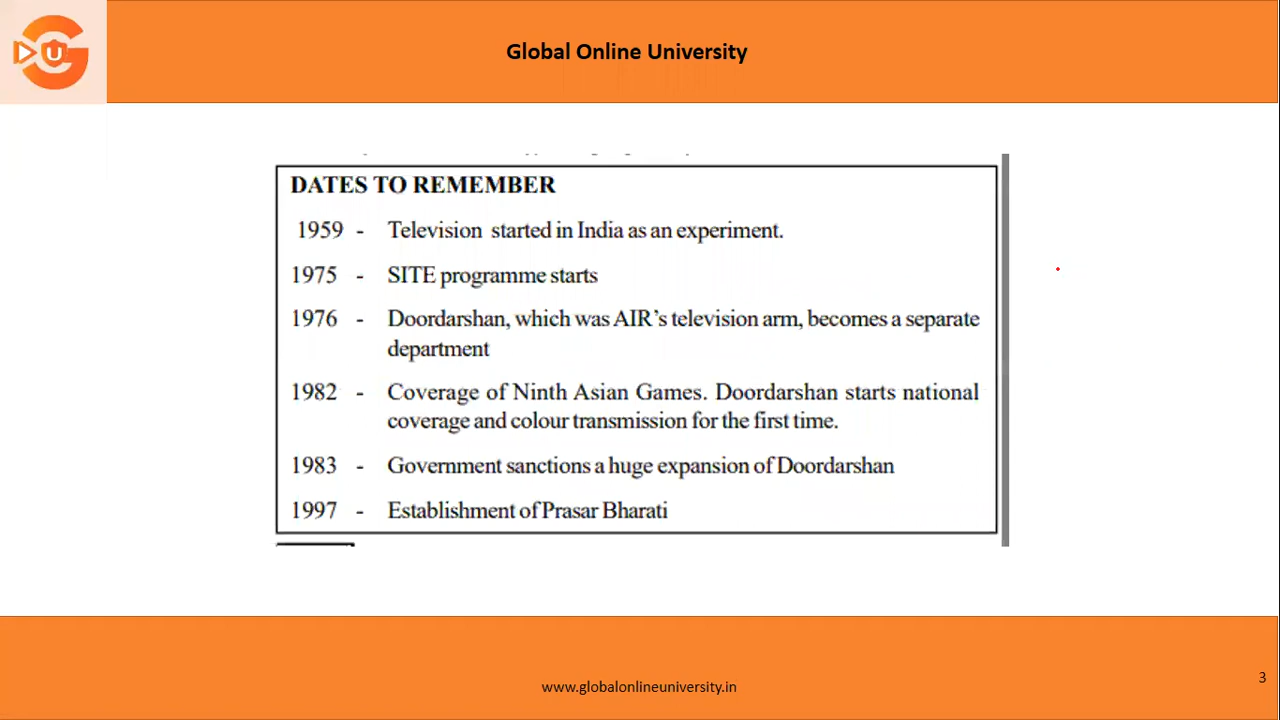 U
Global Online University
DATES TO REMEMBER
1959 - Television started in India as an experiment.
1975 - SITE programme starts
1976 - Doordarshan, which was AIR's television arm, becomes a separate
department
1982 - Coverage of Ninth Asian Games. Doordarshan starts national
coverage and colour transmission for the first time.
1983 - Government sanctions a huge expansion of Doordarshan
1997 - Establishment of Prasar Bharati
www.globalonlineuniversity.in
3